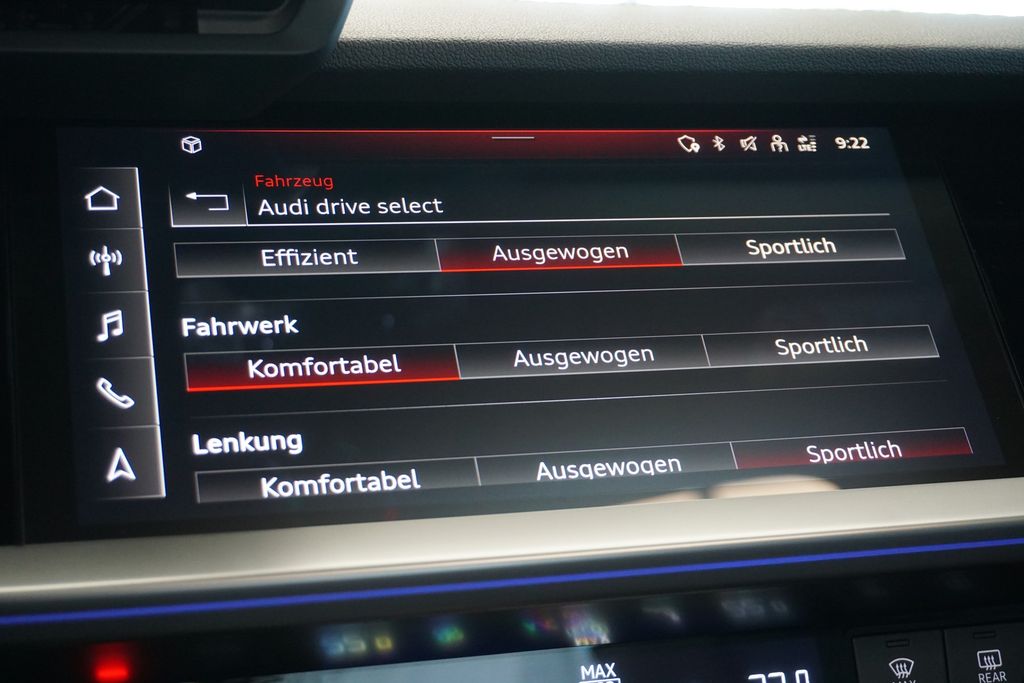 9:22
Fahrzeug
Audi drive select
Effizient Ausgewogen Sportlich
Fahrwerk
Komfortabel Ausgewogen Sportlich
Lenkung
Komfortabel Ausgewogen Sportlich
MAX
REAR